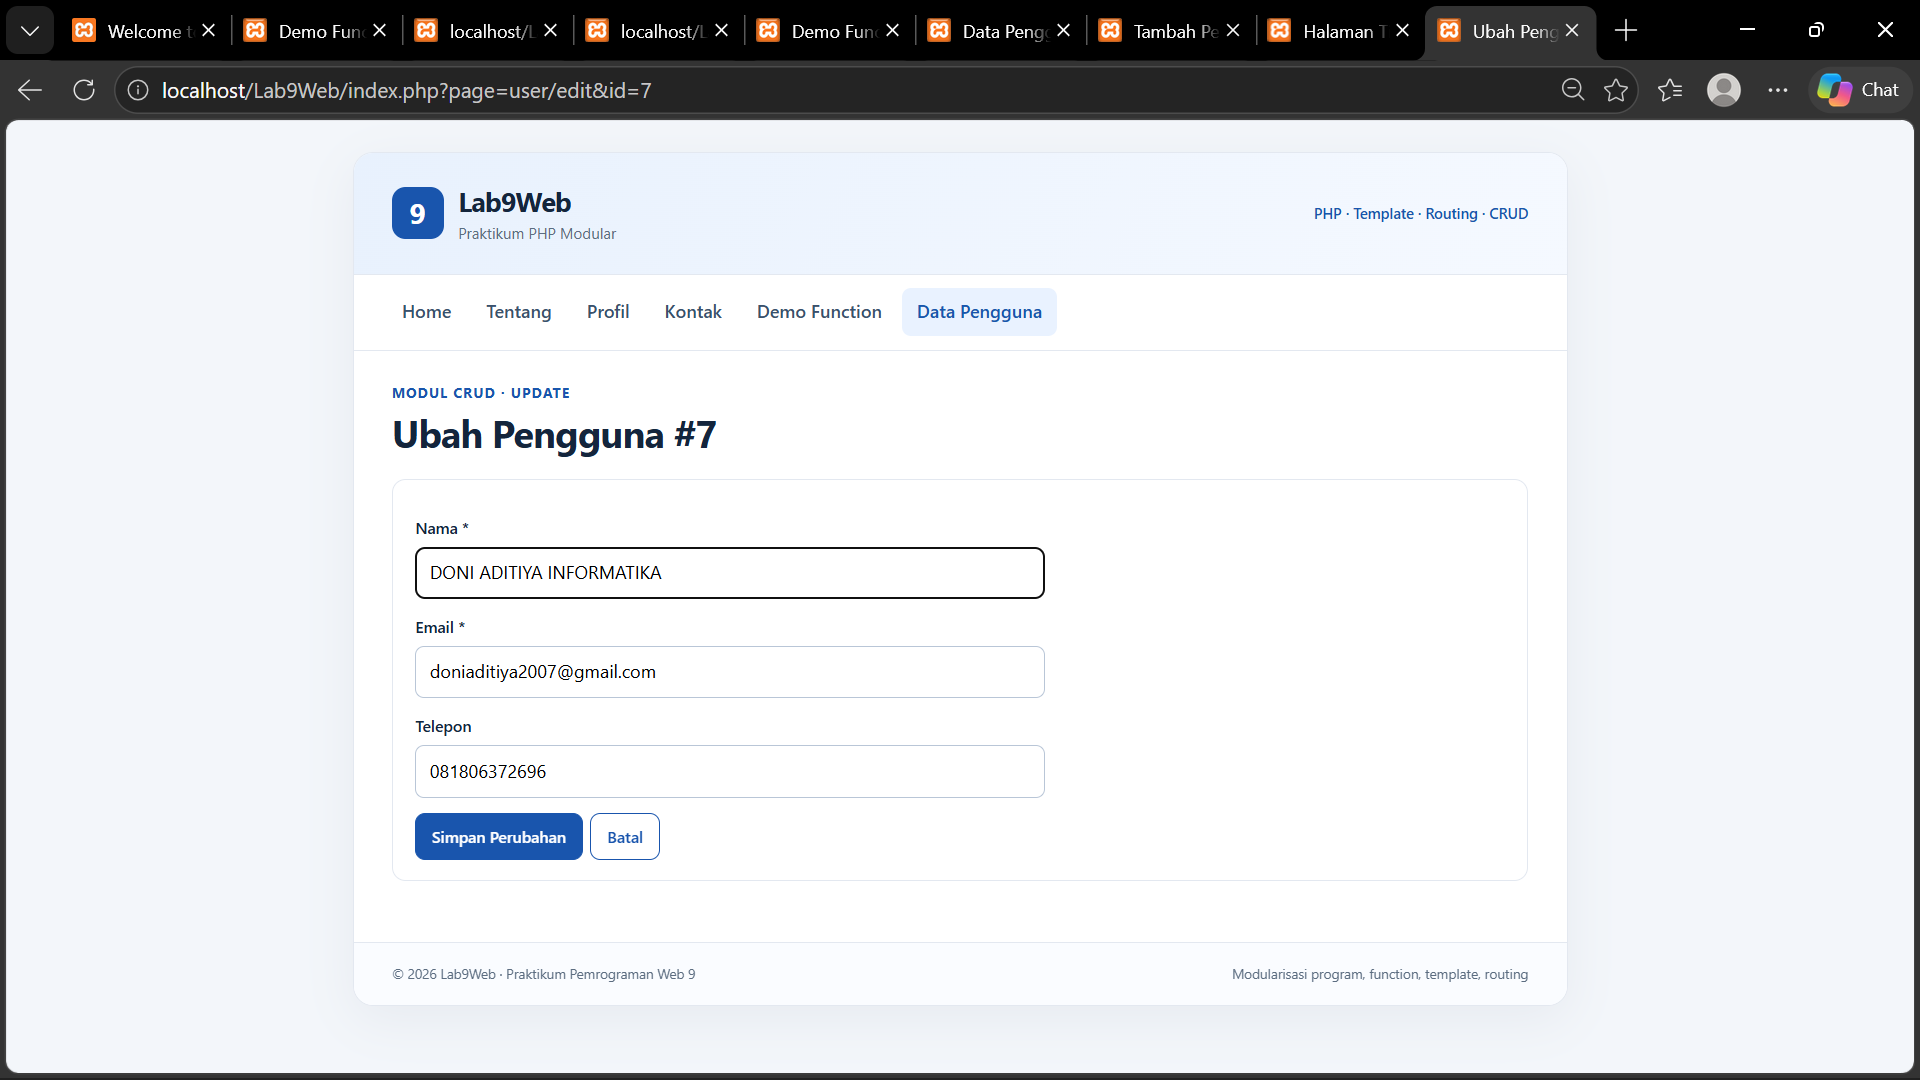 Welcome t
Demo Fun
localhost/L
localhost/L
Demo Fun
Data Peng
Tambah Pe
Halaman T
Ubah Peng
localhost/Lab9Web/index.php?page=user/edit&id=7
Chat
9
Lab9Web
Praktikum PHP Modular
PHP · Template · Routing · CRUD
Home Tentang Profil Kontak Demo Function Data Pengguna
MODUL CRUD · UPDATE
Ubah Pengguna #7
Nama *
DONI ADITIYA INFORMATIKA
Email *
doniaditiya2007@gmail.com
Telepon
081806372696
Simpan Perubahan Batal
© 2026 Lab9Web · Praktikum Pemrograman Web 9
Modularisasi program, function, template, routing